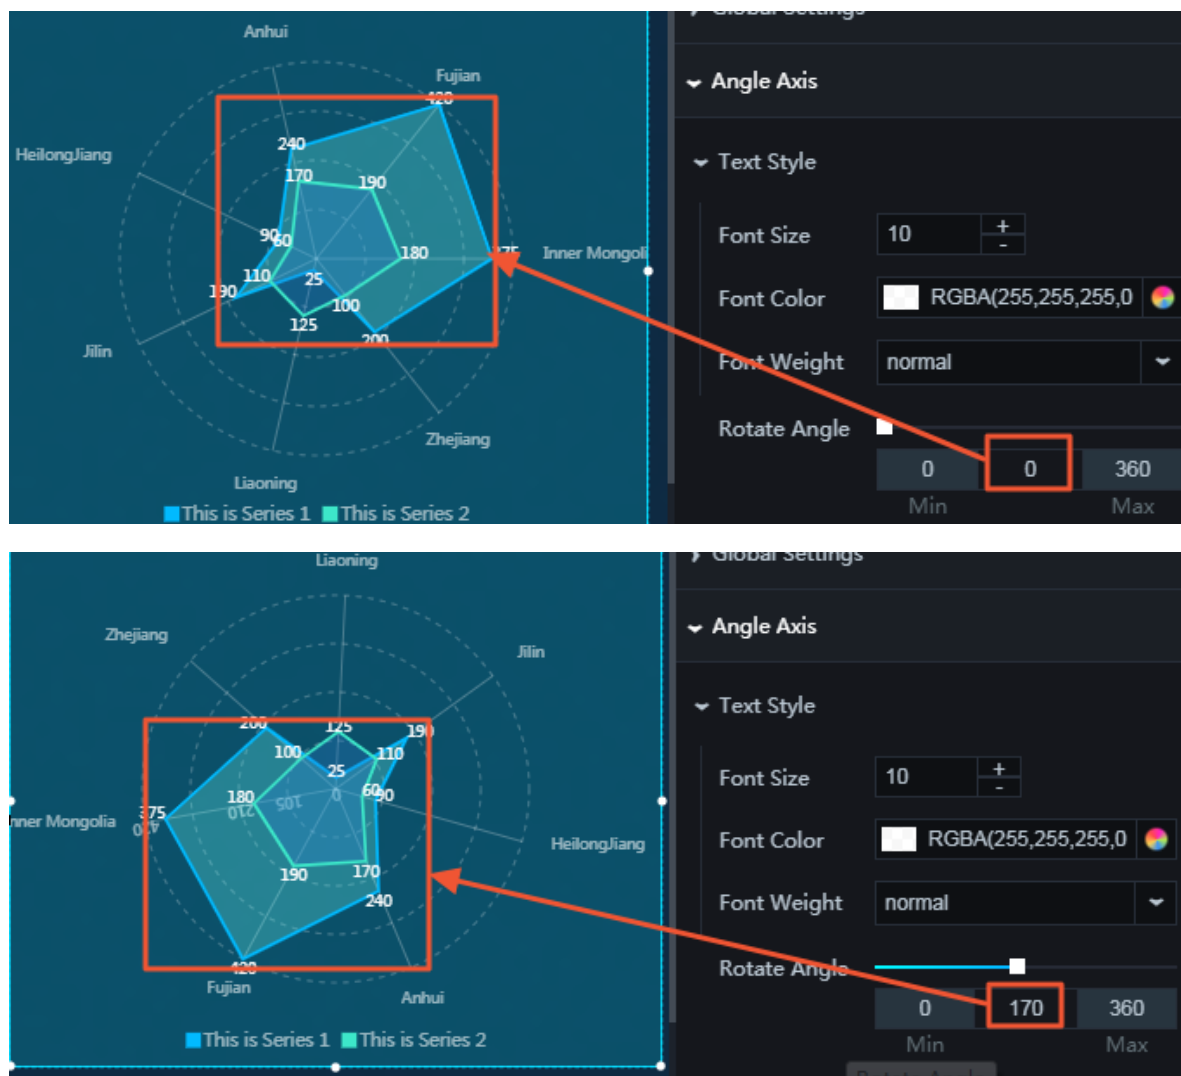 Global Settings
Anhui
Fujian
420
Angle Axis
240
HeilongJiang
Text Style
170
190
Font Size
10
+
-
90
60
180
375
Inner Mongoli
110
25
190
100
Font Color
RGBA(255,255,255,0
125
200
Jilin
Font Weight
normal
Zhejiang
Rotate Angle
0
0
360
Liaoning
Min
Max
This is Series 1
This is Series 2
Global Settings
Liaoning
Zhejiang
Jilin
Angle Axis
Text Style
200
125
190
100
110
25
Font Size
10
+
-
180
210
105
0
60
90
375
420
nner Mongolia
HeilongJiang
Font Color
RGBA(255,255,255,0
190
170
240
Font Weight
normal
420
Fujian
Anhui
Rotate Angle
0
170
360
This is Series 1
This is Series 2
Min
Max